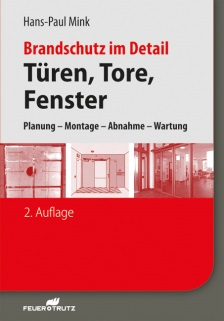 Hans-Paul Mink
Brandschutz im Detail
Türen, Tore,
Fenster
Planung – Montage – Abnahme – Wartung
2. Auflage
FEUERTRUTZ